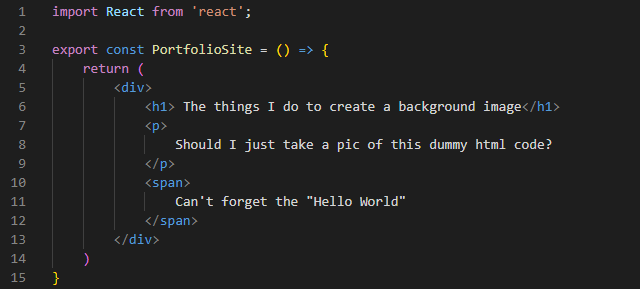 1 import React from 'react';
2
3 export const PortfolioSite = () => {
4     return (
5         <div>
6             <h1> The things I do to create a background image</h1>
7             <p>
8                 Should I just take a pic of this dummy html code?
9             </p>
10             <span>
11                 Can't forget the "Hello World"
12             </span>
13         </div>
14     )
15 }